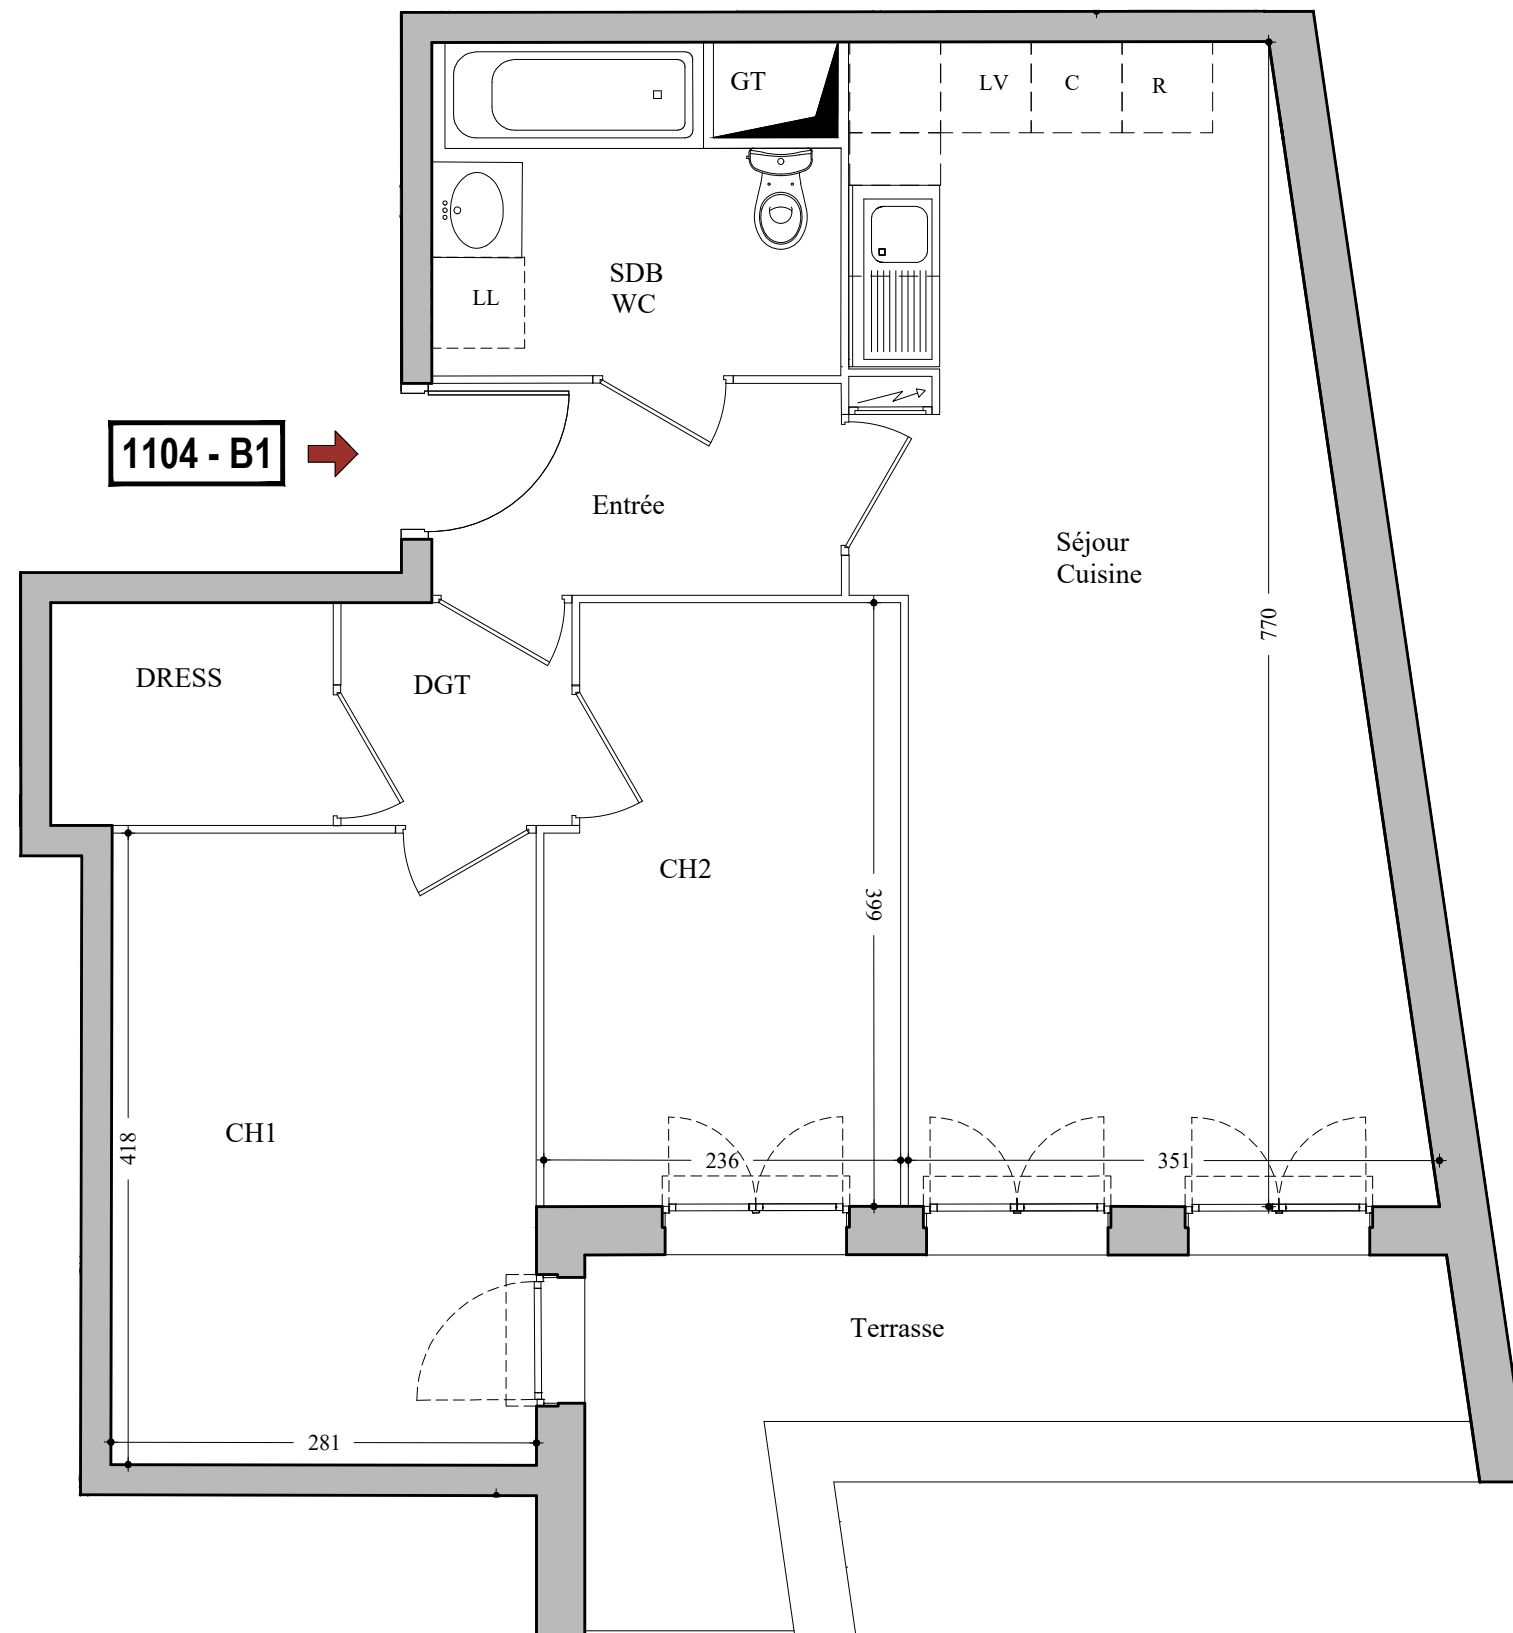 GT
LV
C
R
SDB
WC
LL
1104 - B1
Entrée
Séjour
Cuisine
770
DRESS
DGT
CH2
399
CH1
418
236
351
Terrasse
281